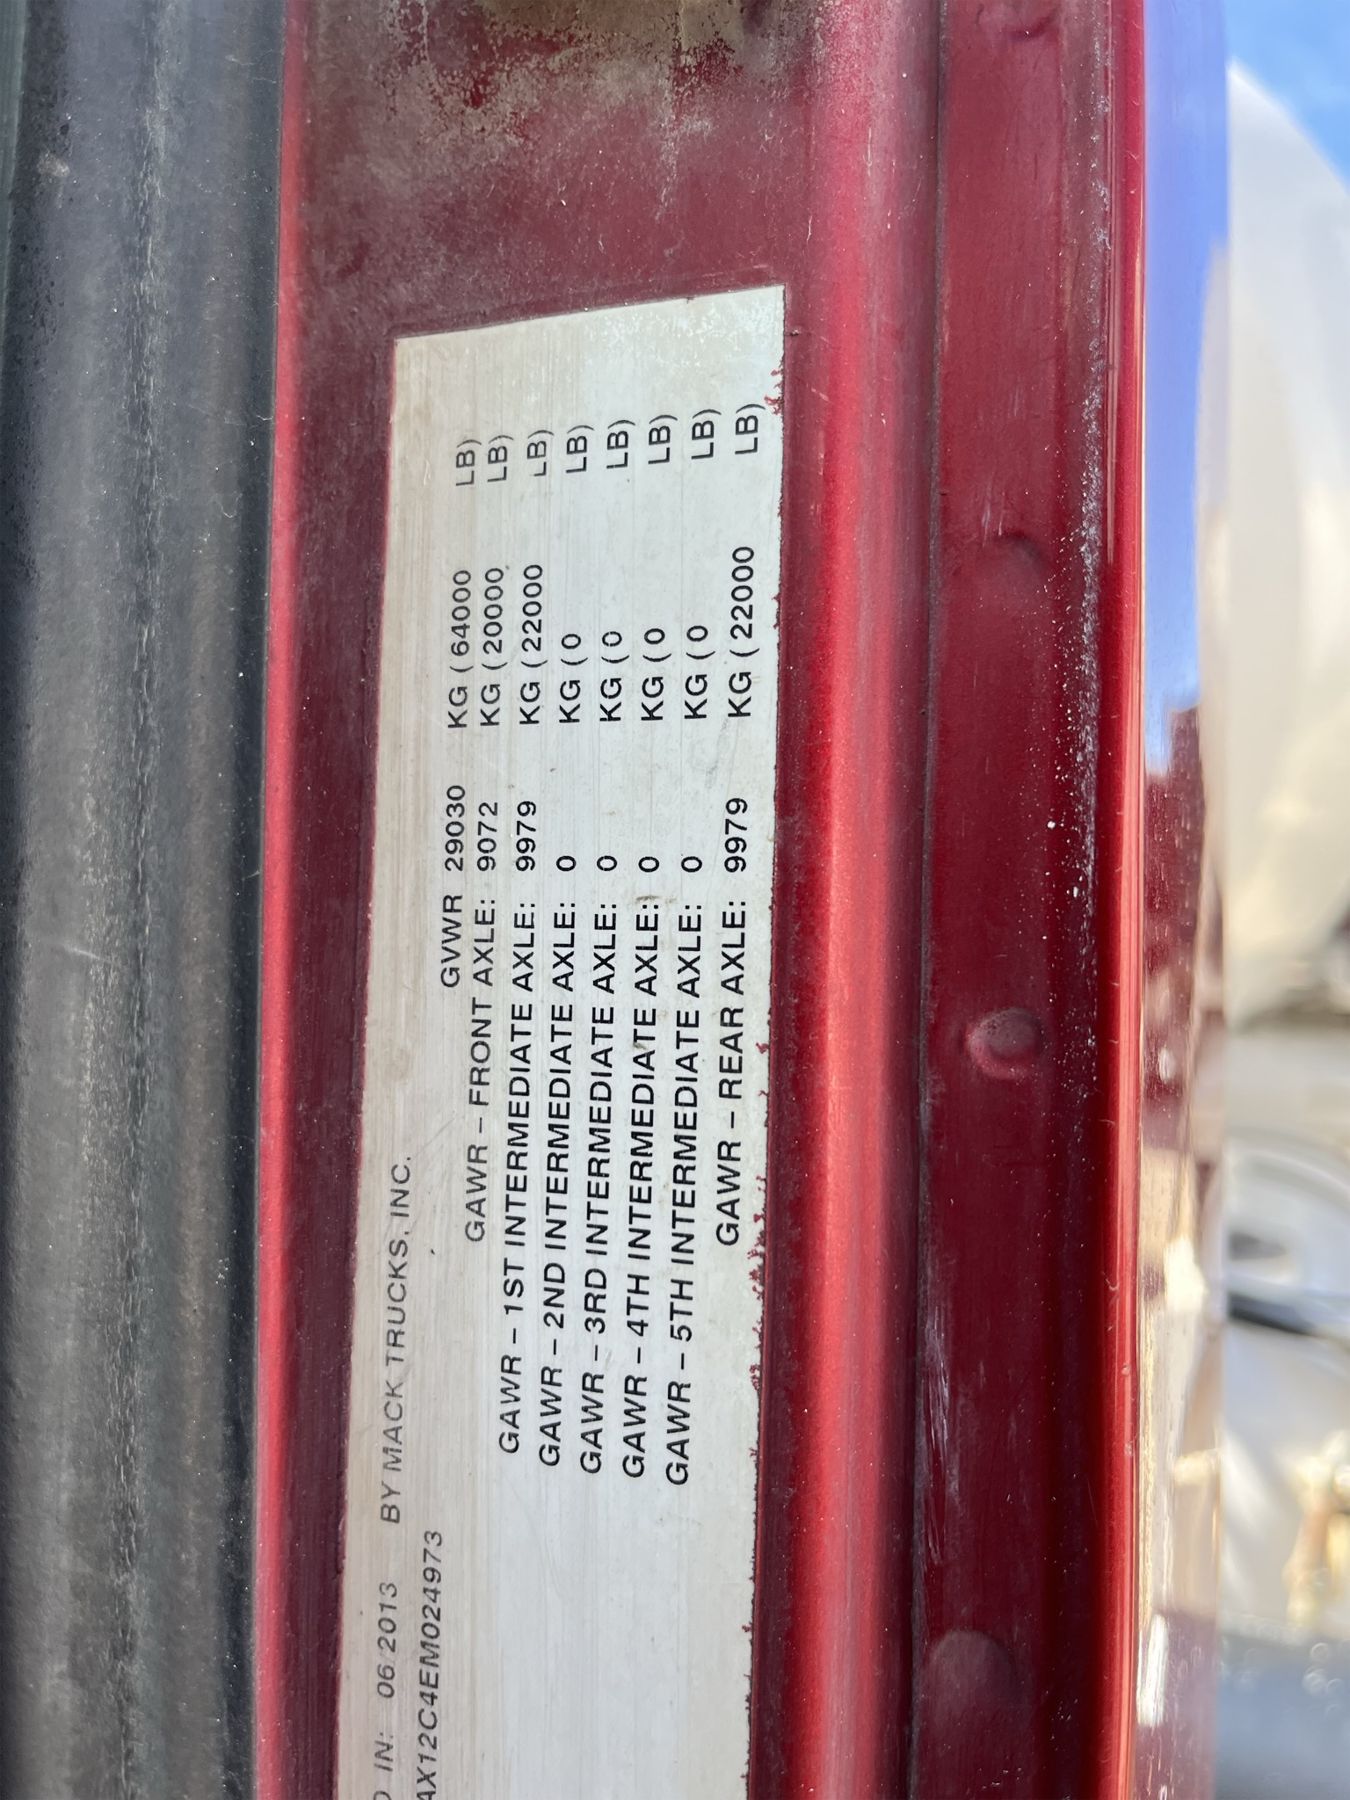 IN: 06 2013 BY MACK TRUCKS, INC.
AX12C4EM024973
GVWR 29030 KG (64000 LB)
GAWR – FRONT AXLE: 9072 KG (20000 LB)
GAWR – 1ST INTERMEDIATE AXLE: 9979 KG (22000 LB)
GAWR – 2ND INTERMEDIATE AXLE: 0 KG (0 LB)
GAWR – 3RD INTERMEDIATE AXLE: 0 KG (0 LB)
GAWR – 4TH INTERMEDIATE AXLE: 0 KG (0 LB)
GAWR – 5TH INTERMEDIATE AXLE: 0 KG (0 LB)
GAWR – REAR AXLE: 9979 KG (22000 LB)